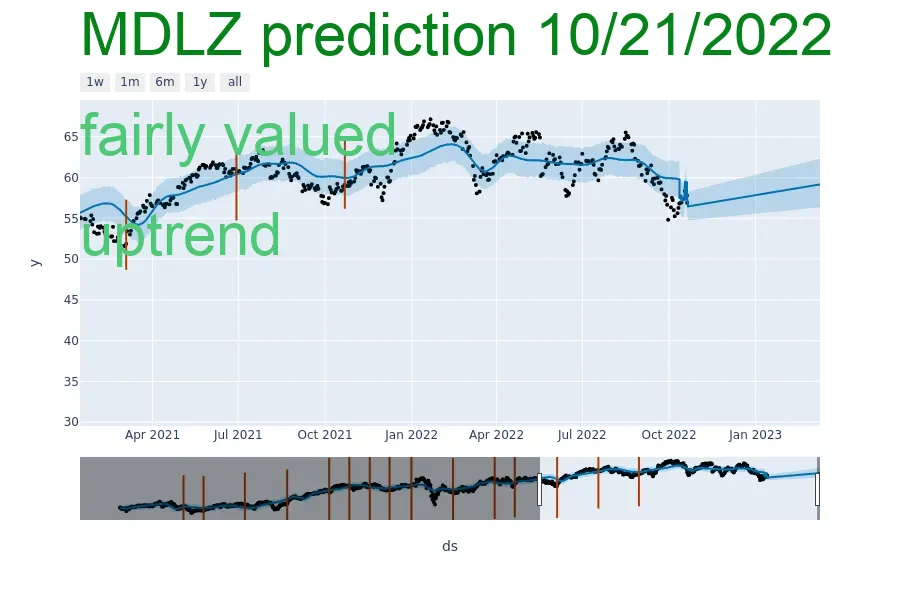 MDLZ prediction 10/21/2022
1w 1m 6m 1y all
fairly valued
uptrend
65
60
55
50
45
40
35
30
y
Apr 2021 Jul 2021 Oct 2021 Jan 2022 Apr 2022 Jul 2022 Oct 2022 Jan 2023
ds